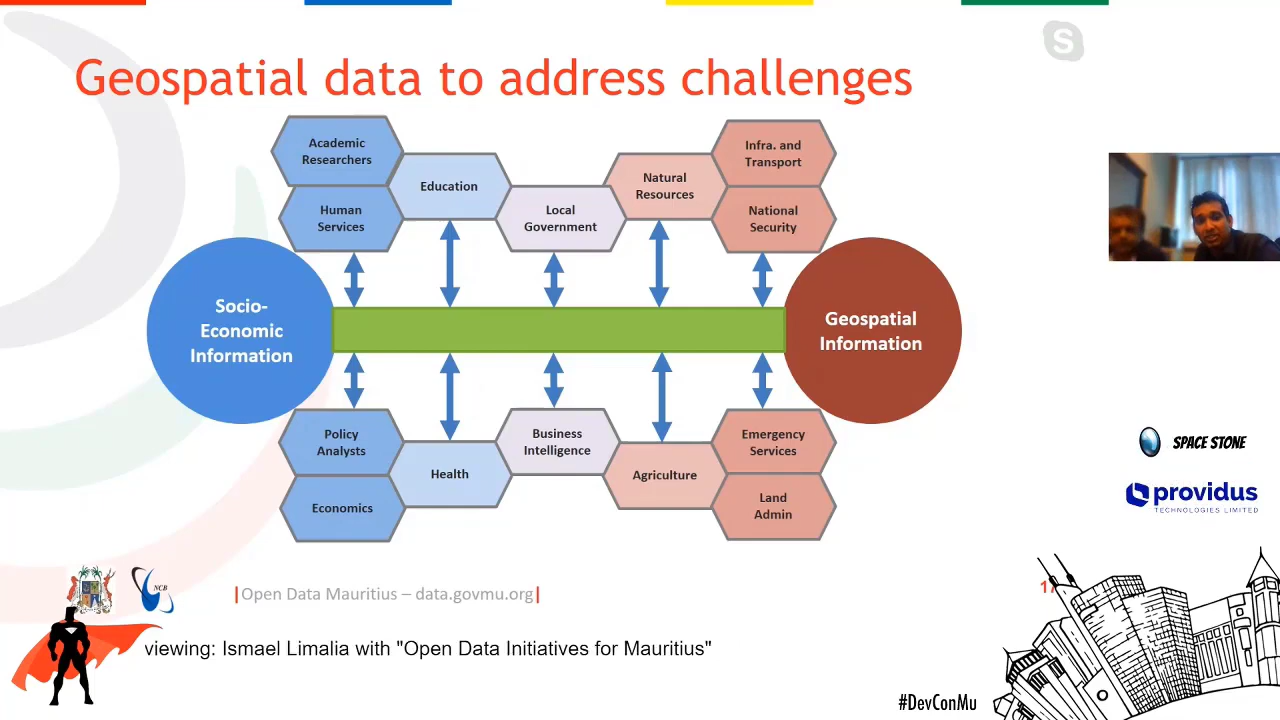 Geospatial data to address challenges
S
Academic
Researchers
Education
Human
Services
Local
Government
Natural
Resources
Infra. and
Transport
National
Security
Socio-
Economic
Information
Geospatial
Information
Policy
Analysts
Health
Economics
Business
Intelligence
Agriculture
Emergency
Services
Land
Admin
SPACE STONE
providus
TECHNOLOGIES LIMITED
NCB
|Open Data Mauritius – data.govmu.org|
17
viewing: Ismael Limalia with "Open Data Initiatives for Mauritius"
#DevConMu